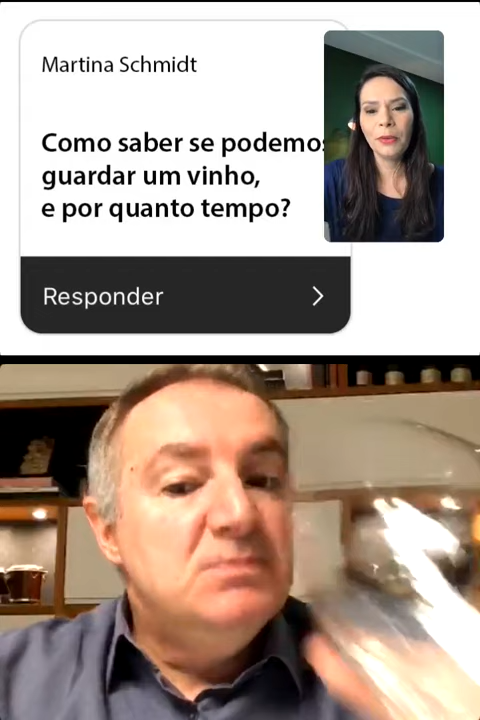 Martina Schmidt
Como saber se podemos
guardar um vinho,
e por quanto tempo?
Responder